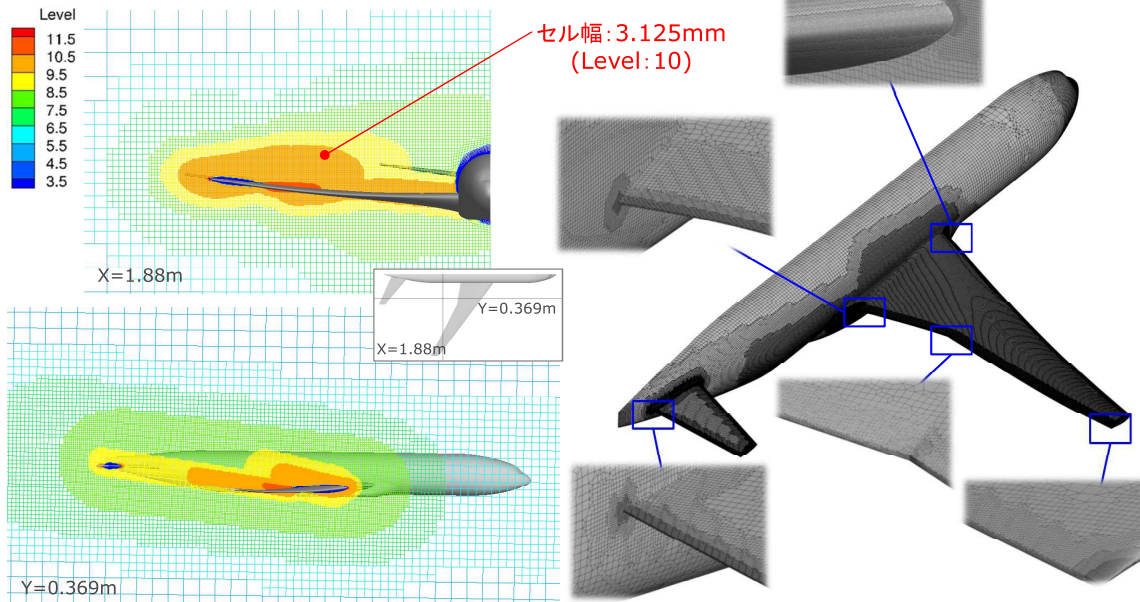 Level
11.5
10.5
9.5
8.5
7.5
6.5
5.5
4.5
3.5
セル幅:3.125mm
(Level:10)
X=1.88m
Y=0.369m
X=1.88m
Y=0.369m